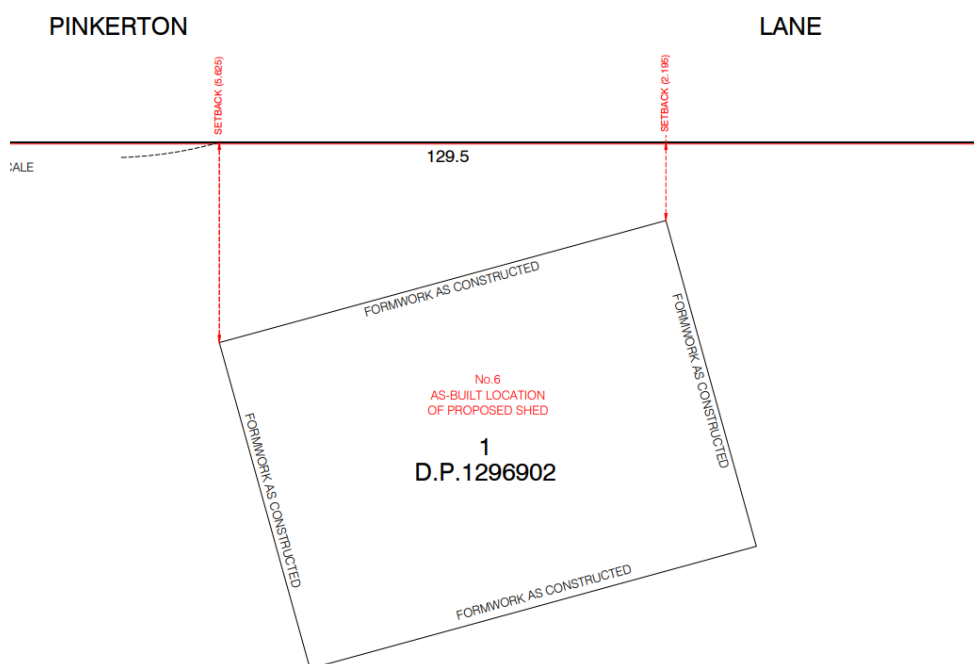 PINKERTON
LANE
SETBACK (5.625)
SETBACK (2.195)
129.5
CALE
FORMWORK AS CONSTRUCTED
FORMWORK AS CONSTRUCTED
No.6
AS-BUILT LOCATION
OF PROPOSED SHED
1
D.P.1296902
FORMWORK AS CONSTRUCTED
FORMWORK AS CONSTRUCTED